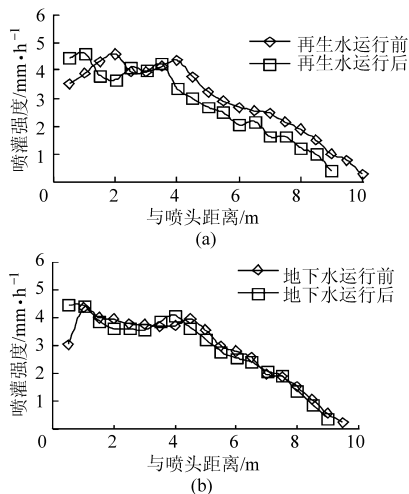 6
5
4
3
2
1
0 2 4 6 8 10
喷灌强度/mm·h⁻¹
再生水运行前
再生水运行后
与喷头距离/m
(a)
6
5
4
3
2
1
0 2 4 6 8 10
喷灌强度/mm·h⁻¹
地下水运行前
地下水运行后
与喷头距离/m
(b)